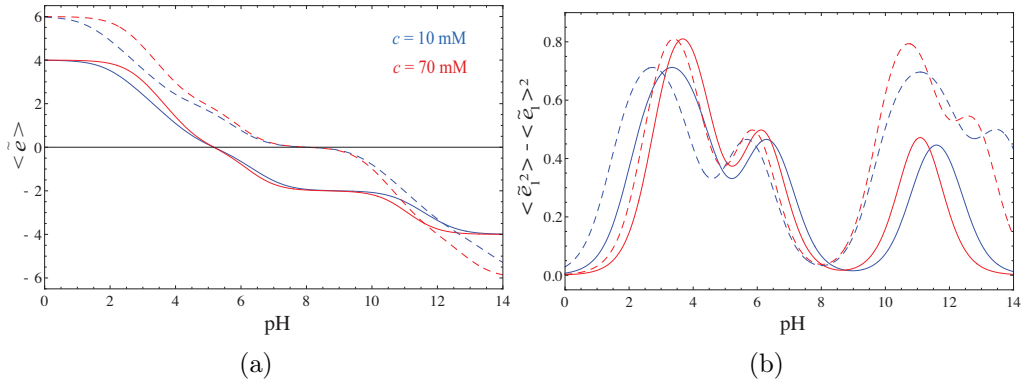 6
4
2
0
- 2
- 4
- 6
< ẽ >
c = 10 mM
c = 70 mM
0 2 4 6 8 10 12 14
pH
(a)
0.8
0.6
0.4
0.2
0.0
< ẽ₁² > - < ẽ₁ >²
0 2 4 6 8 10 12 14
pH
(b)